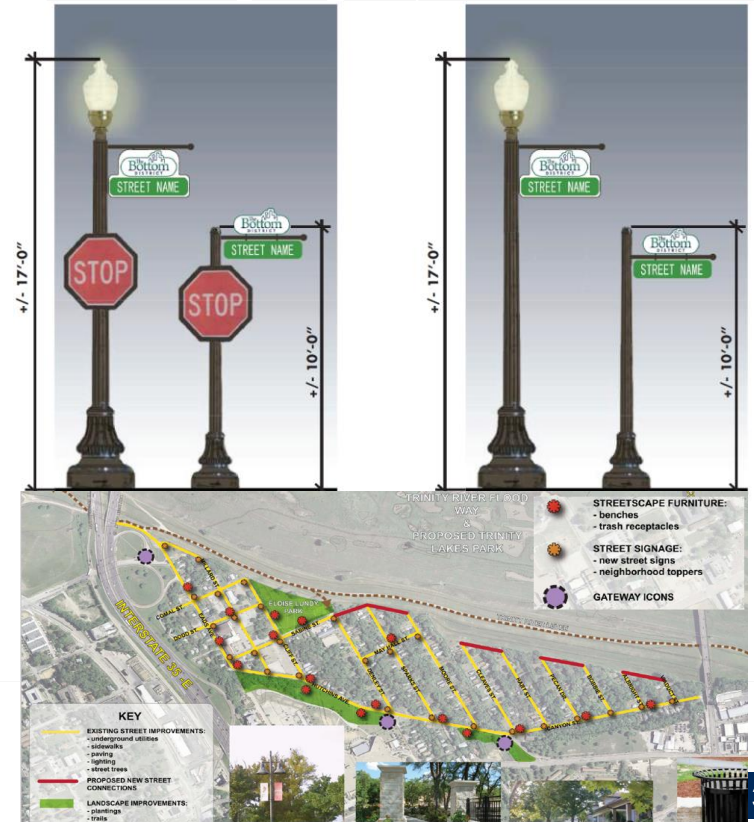 The
Bottom
DISTRICT
STREET NAME
STOP
The
Bottom
DISTRICT
STREET NAME
STOP
+/- 17'-0"
+/- 10'-0"
The
Bottom
DISTRICT
STREET NAME
The
Bottom
DISTRICT
STREET NAME
+/- 17'-0"
+/- 10'-0"
TRINITY RIVER FLOOD
WAY
&
PROPOSED TRINITY
LAKES PARK
STREETSCAPE FURNITURE:
- benches
- trash receptacles
STREET SIGNAGE:
- new street signs
- neighborhood toppers
GATEWAY ICONS
INTERSTATE 35 -E
ELOISE LUNDY
PARK
COMAL ST.
CANYON ST.
KEY
EXISTING STREET IMPROVEMENTS:
- underground utilities
- sidewalks
- paving
- lighting
- street trees
PROPOSED NEW STREET
CONNECTIONS
LANDSCAPE IMPROVEMENTS:
- plantings
- trails